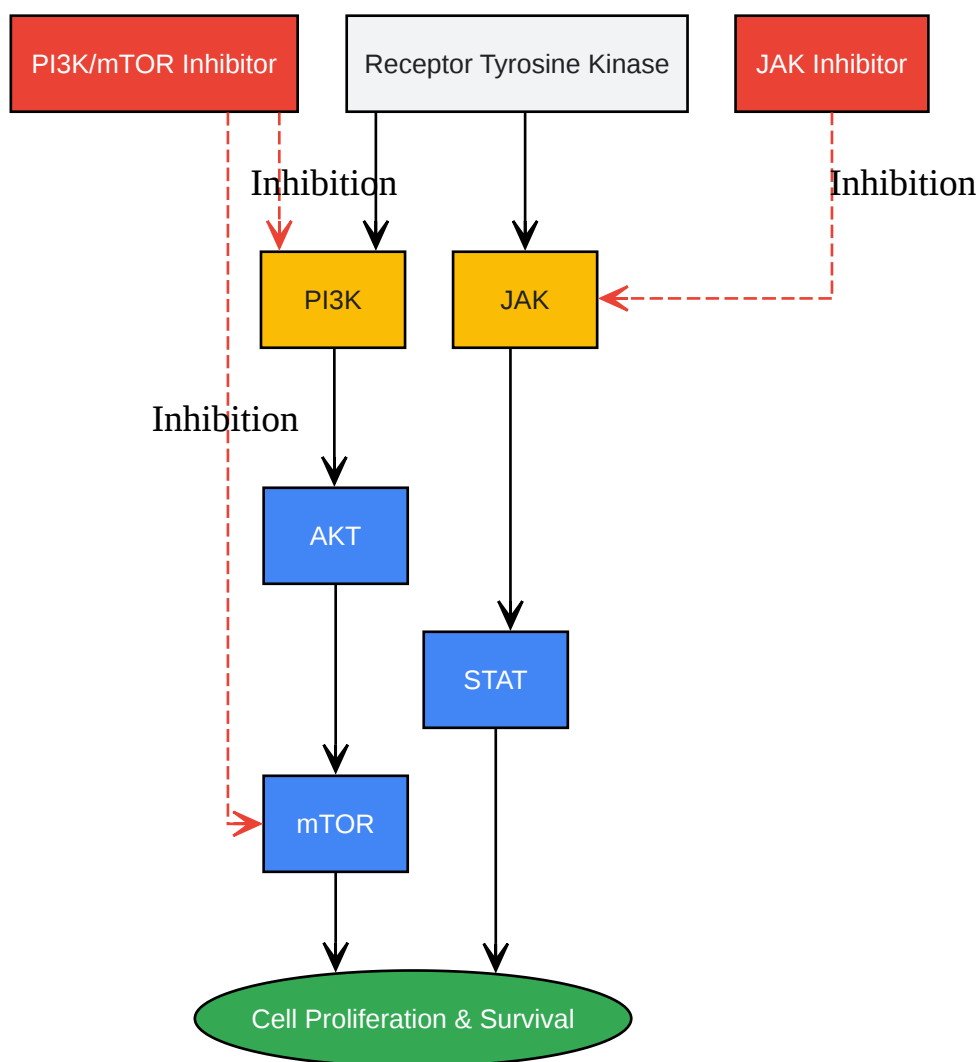 PI3K/mTOR Inhibitor
Receptor Tyrosine Kinase
JAK Inhibitor
Inhibition
Inhibition
PI3K
JAK
Inhibition
AKT
STAT
mTOR
Cell Proliferation & Survival